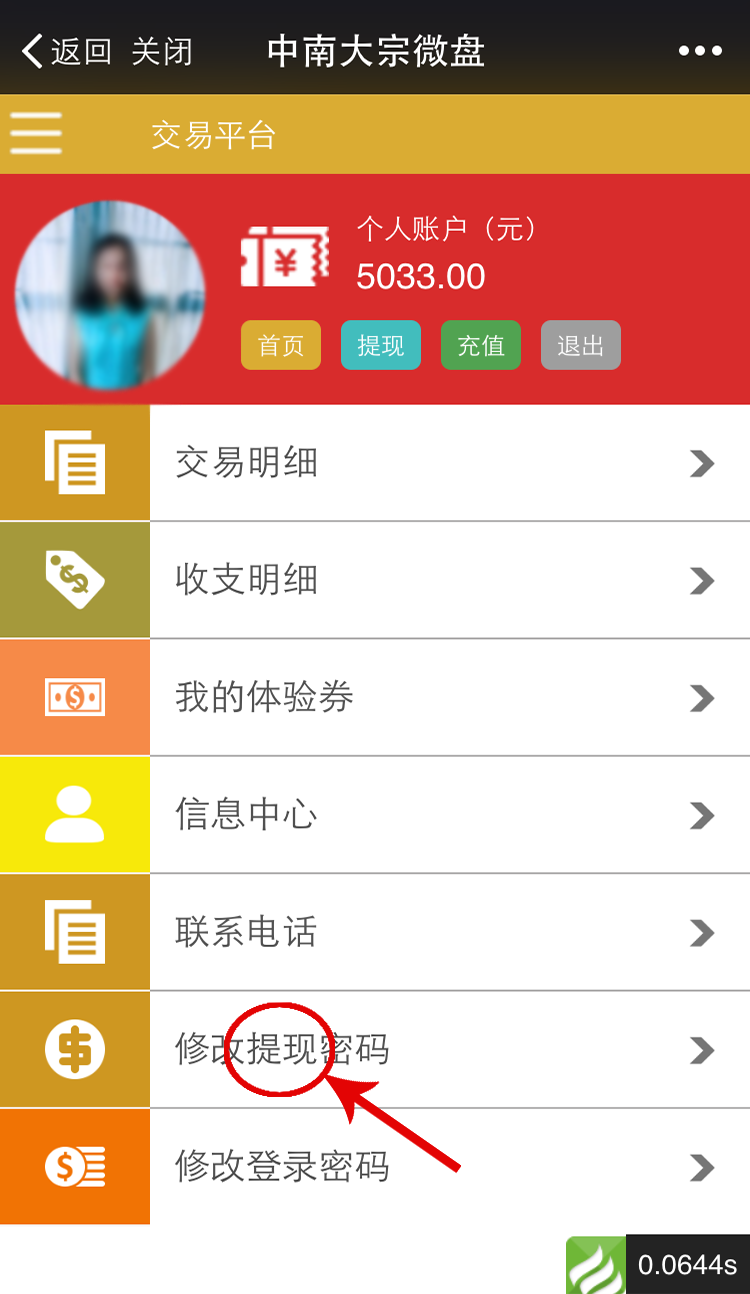 返回 关闭 中南大宗微盘
交易平台
个人账户（元）
5033.00
首页 提现 充值 退出
交易明细
收支明细
我的体验券
信息中心
联系电话
修改提现密码
修改登录密码
0.0644s